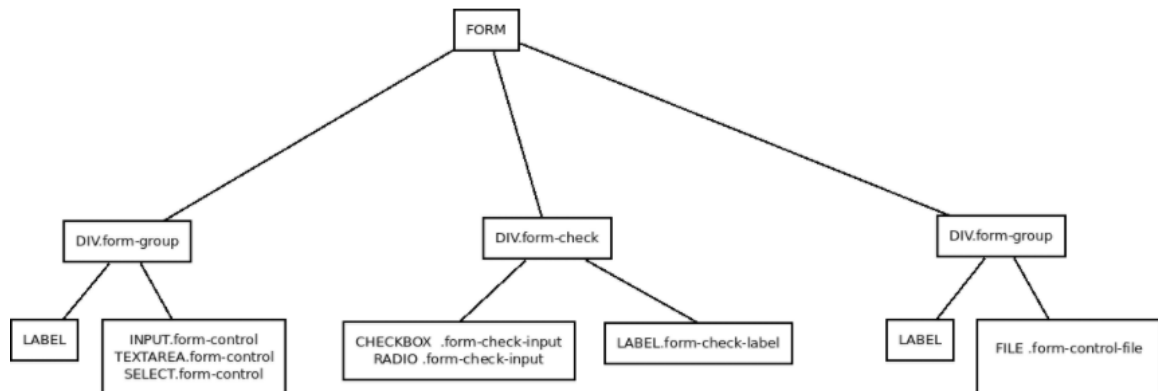 FORM
DIV.form-group
DIV.form-check
DIV.form-group
LABEL
INPUT.form-control
TEXTAREA.form-control
SELECT.form-control
CHECKBOX .form-check-input
RADIO .form-check-input
LABEL.form-check-label
LABEL
FILE .form-control-file